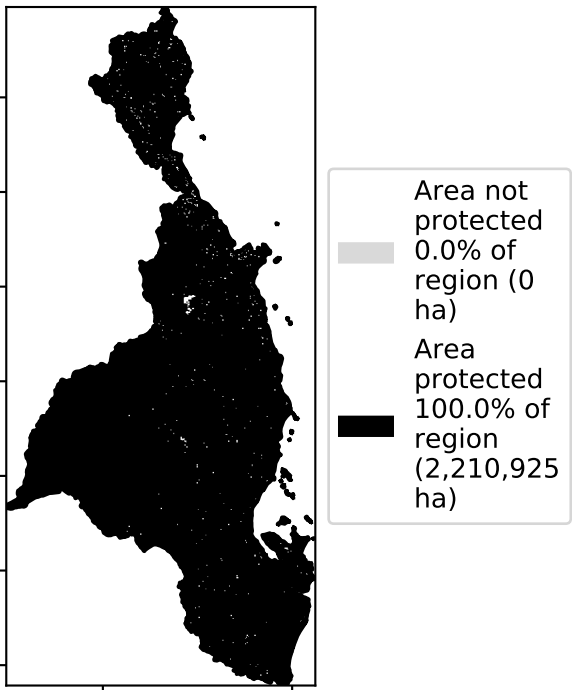 Area not
protected
0.0% of
region (0
ha)
Area
protected
100.0% of
region
(2,210,925
ha)